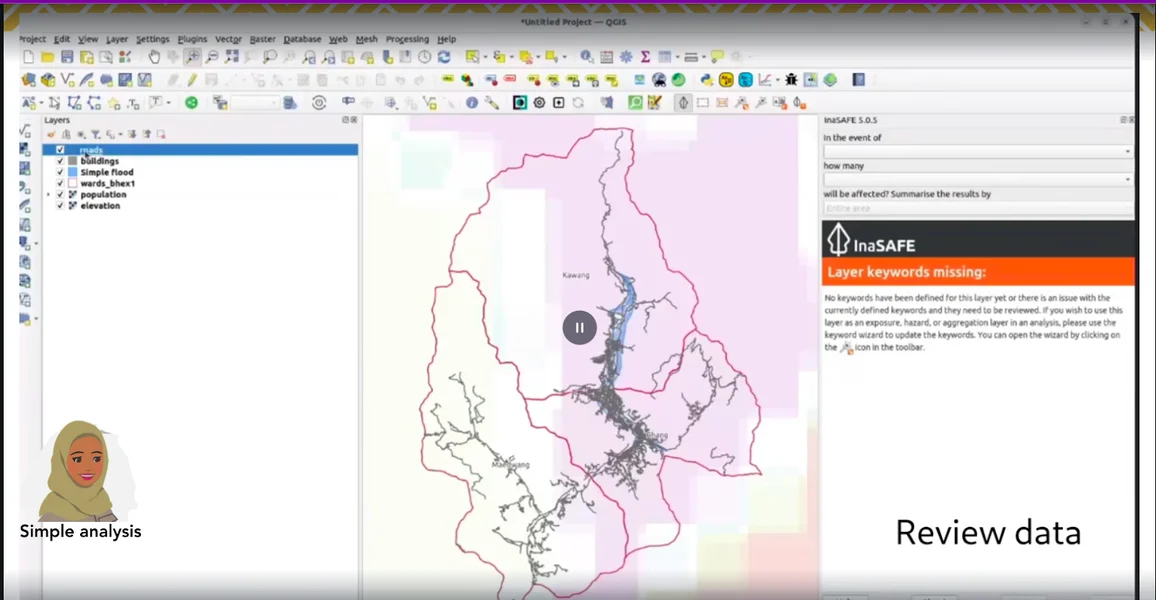 *Untitled Project — QGIS
Project Edit View Layer Settings Plugins Vector Raster Database Web Mesh Processing Help
Layers
roads
buildings
Simple flood
wards_bhex1
population
elevation
Kawang
Simple analysis
InaSAFE 5.0.5
In the event of
how many
will be affected? Summarise the results by
Entire area
InaSAFE
Layer keywords missing:
No keywords have been defined for this layer yet or there is an issue with the
currently defined keywords and they need to be reviewed. If you wish to use this
layer as an exposure, hazard, or aggregation layer in an analysis, please use the
keyword wizard to update the keywords. You can open the wizard by clicking on
the icon in the toolbar.
Review data